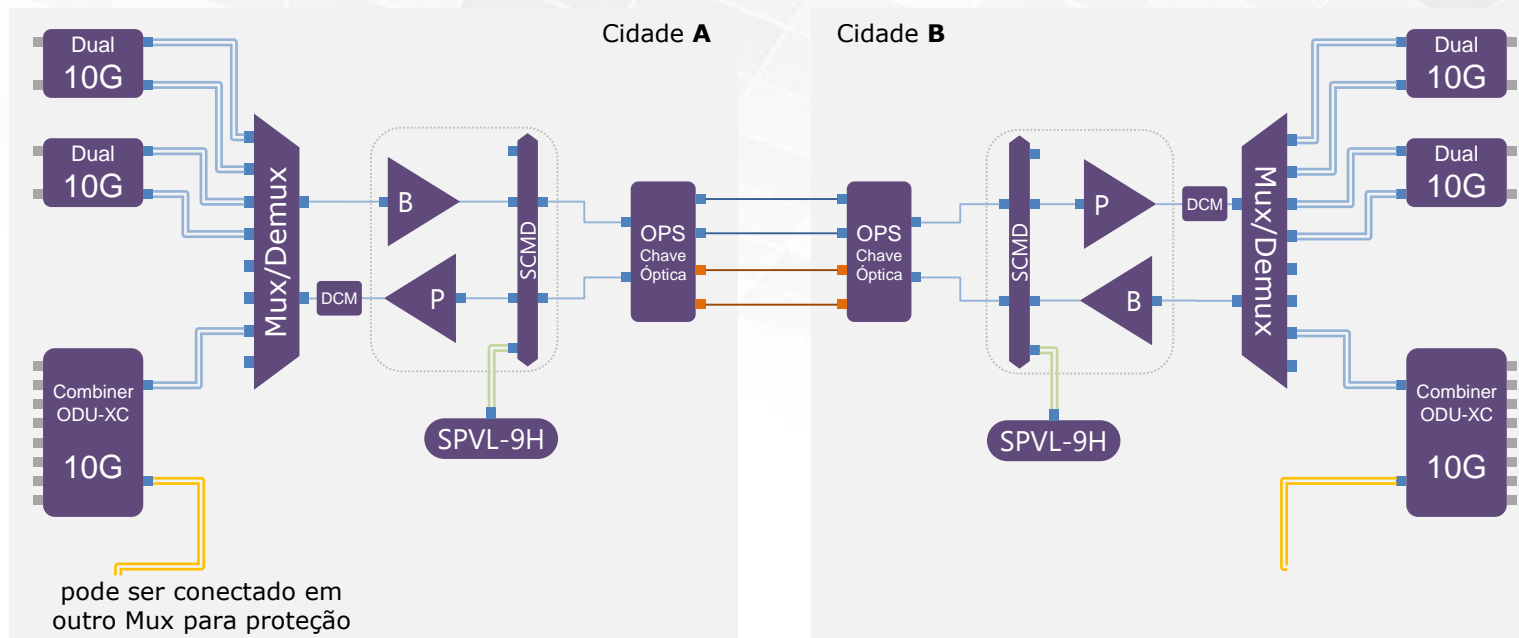 Cidade A
Dual
10G
Dual
10G
Mux/Demux
B
P
DCM
SCMD
OPS
Chave
Óptica
SPVL-9H
Combiner
ODU-XC
10G
pode ser conectado em
outro Mux para proteção
Cidade B
OPS
Chave
Óptica
SCMD
P
B
DCM
Mux/Demux
SPVL-9H
Dual
10G
Dual
10G
Combiner
ODU-XC
10G